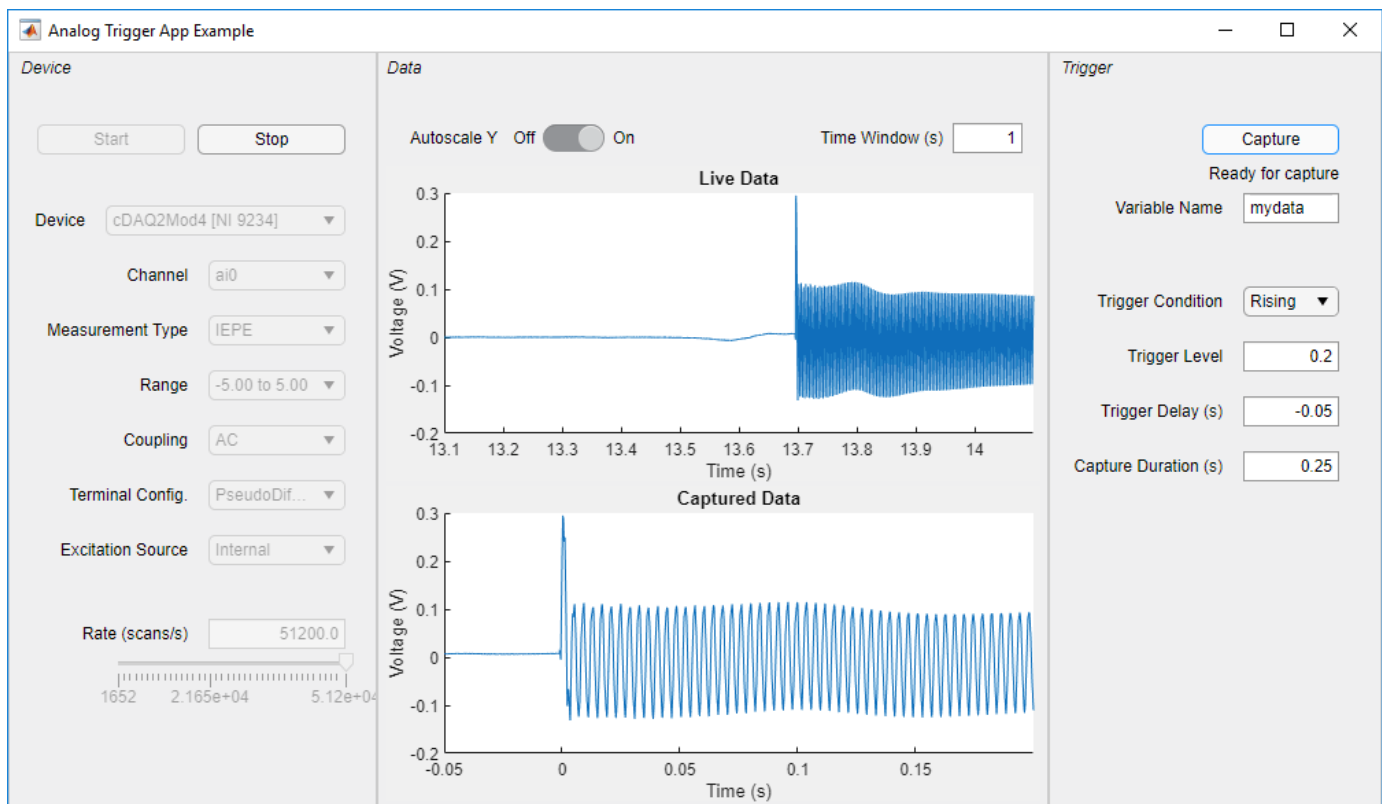 Analog Trigger App Example
Device
Start
Stop
Device
cDAQ2Mod4 [NI 9234]
Channel
ai0
Measurement Type
IEPE
Range
-5.00 to 5.00
Coupling
AC
Terminal Config.
PseudoDif...
Excitation Source
Internal
Rate (scans/s)
51200.0
1652
2.165e+04
5.12e+04
Data
Autoscale Y
Off
On
Time Window (s)
1
Live Data
Voltage (V)
0.3
0.2
0.1
0
-0.1
-0.2
13.1 13.2 13.3 13.4 13.5 13.6 13.7 13.8 13.9 14
Time (s)
Captured Data
Voltage (V)
0.3
0.2
0.1
0
-0.1
-0.2
-0.05 0 0.05 0.1 0.15
Time (s)
Trigger
Capture
Ready for capture
Variable Name
mydata
Trigger Condition
Rising
Trigger Level
0.2
Trigger Delay (s)
-0.05
Capture Duration (s)
0.25